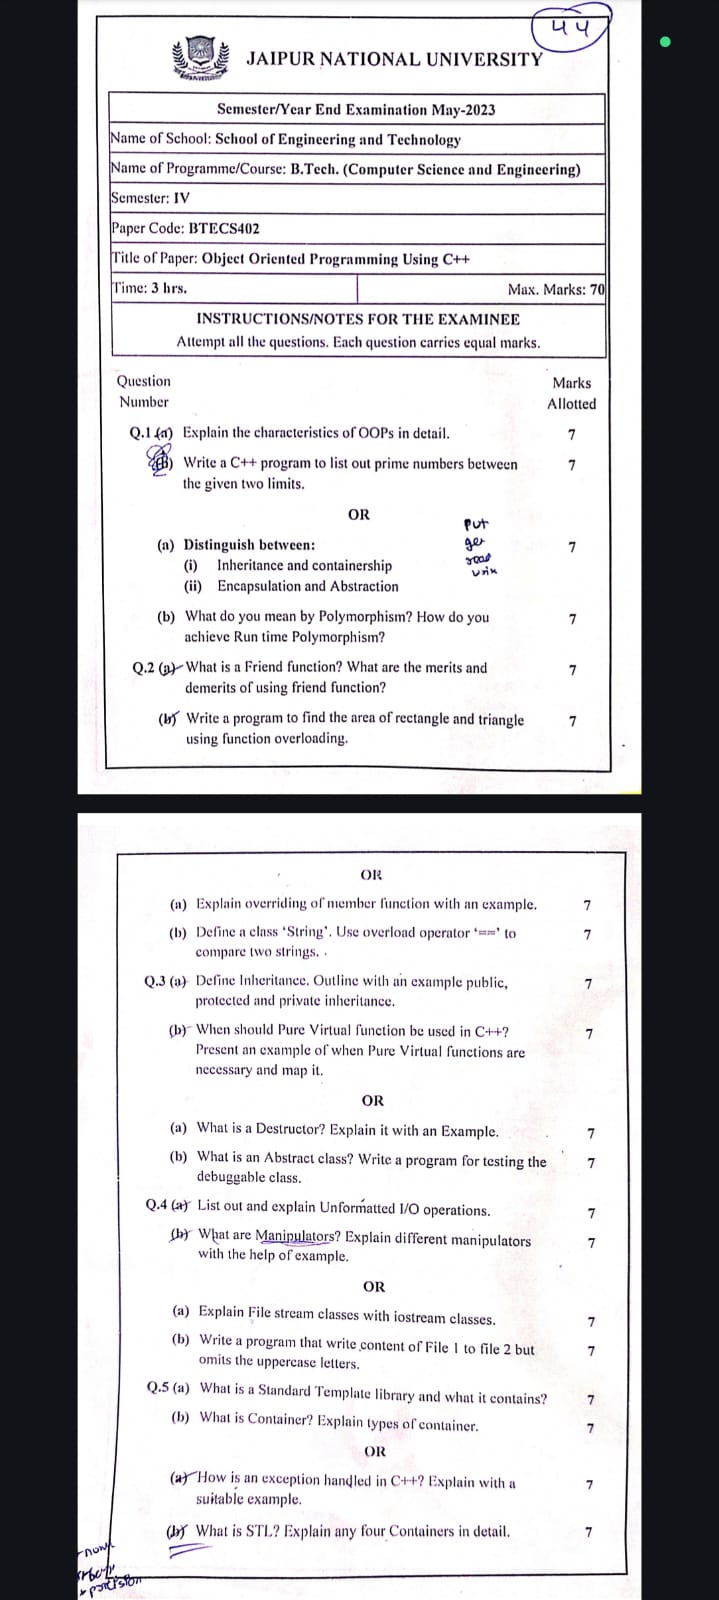 44
JAIPUR NATIONAL UNIVERSITY
Semester/Year End Examination May-2023
Name of School: School of Engineering and Technology
Name of Programme/Course: B.Tech. (Computer Science and Engineering)
Semester: IV
Paper Code: BTECS402
Title of Paper: Object Oriented Programming Using C++
Time: 3 hrs. Max. Marks: 70
INSTRUCTIONS/NOTES FOR THE EXAMINEE
Attempt all the questions. Each question carries equal marks.
Question Marks
Number Allotted
Q.1 (a) Explain the characteristics of OOPs in detail. 7
(B) Write a C++ program to list out prime numbers between 7
the given two limits.
OR
put
(a) Distinguish between: get 7
(i) Inheritance and containership read
(ii) Encapsulation and Abstraction
(b) What do you mean by Polymorphism? How do you 7
achieve Run time Polymorphism?
Q.2 (a) What is a Friend function? What are the merits and 7
demerits of using friend function?
(b) Write a program to find the area of rectangle and triangle 7
using function overloading.
OR
(a) Explain overriding of member function with an example. 7
(b) Define a class ‘String’. Use overload operator ‘==’ to 7
compare two strings.
Q.3 (a) Define Inheritance. Outline with an example public, 7
protected and private inheritance.
(b) When should Pure Virtual function be used in C++? 7
Present an example of when Pure Virtual functions are
necessary and map it.
OR
(a) What is a Destructor? Explain it with an Example. 7
(b) What is an Abstract class? Write a program for testing the 7
debuggable class.
Q.4 (a) List out and explain Unformatted I/O operations. 7
(b) What are Manipulators? Explain different manipulators 7
with the help of example.
OR
(a) Explain File stream classes with iostream classes. 7
(b) Write a program that write content of File 1 to file 2 but 7
omits the uppercase letters.
Q.5 (a) What is a Standard Template library and what it contains? 7
(b) What is Container? Explain types of container. 7
OR
(a) How is an exception handled in C++? Explain with a 7
suitable example.
(b) What is STL? Explain any four Containers in detail. 7